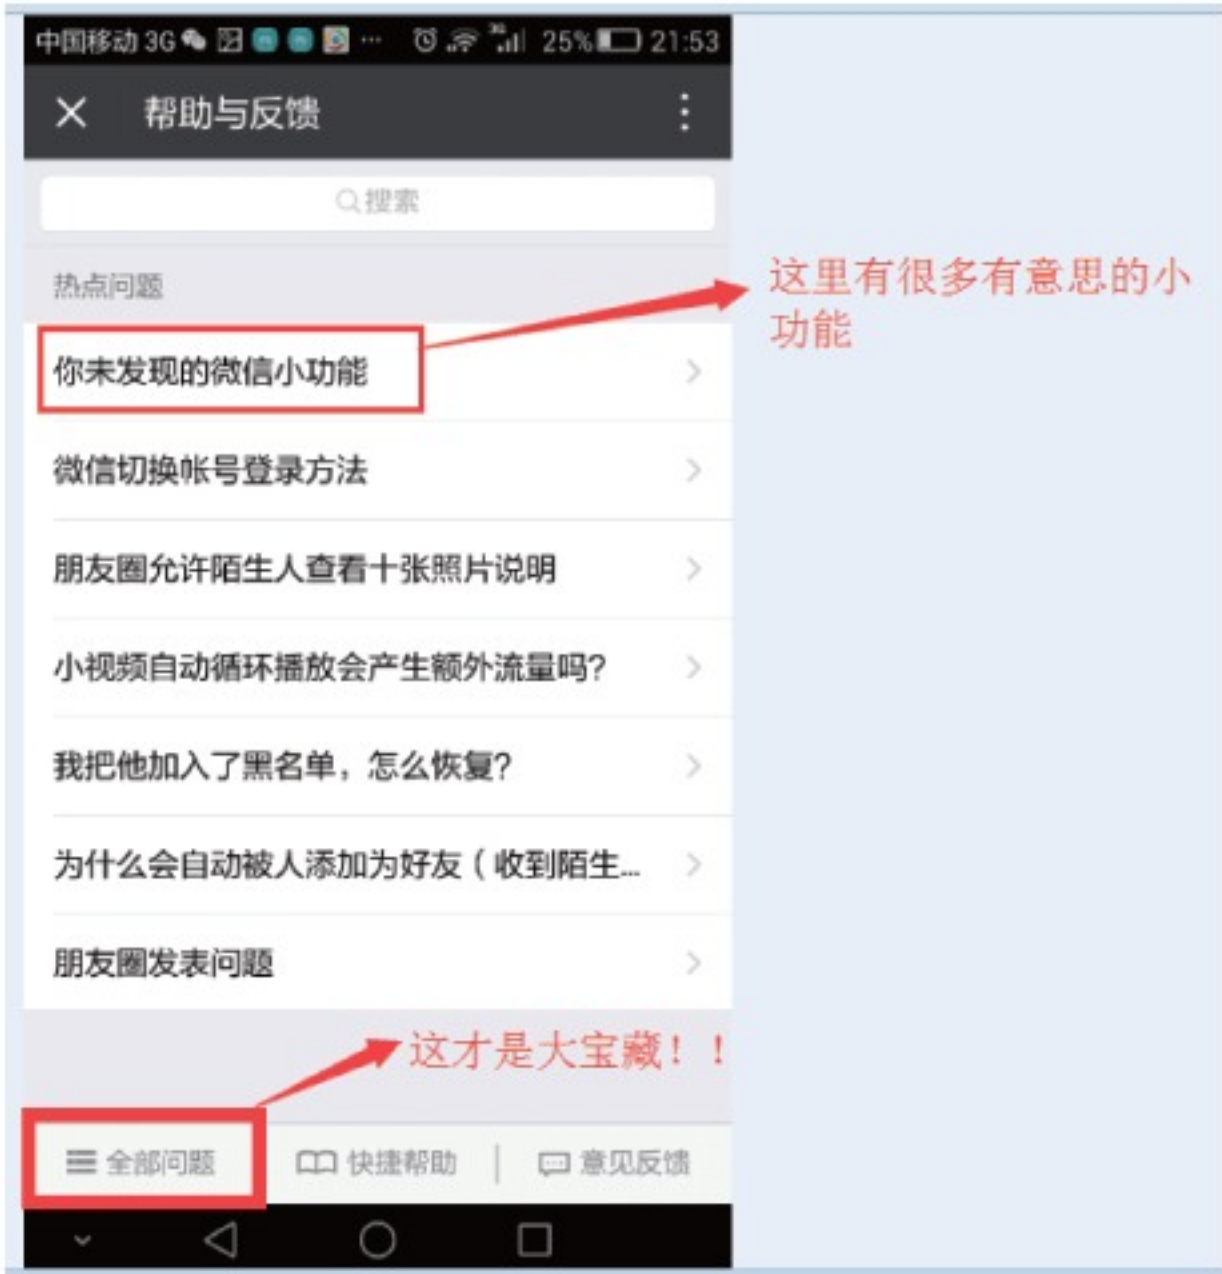 中国移动 3G 3G 25% 21:53
帮助与反馈
搜索
热点问题
这里有很多有意思的小
功能
你未发现的微信小功能
微信切换帐号登录方法
朋友圈允许陌生人查看十张照片说明
小视频自动循环播放会产生额外流量吗?
我把他加入了黑名单，怎么恢复?
为什么会自动被人添加为好友（收到陌生...
朋友圈发表问题
这才是大宝藏！！
全部问题 快捷帮助 意见反馈